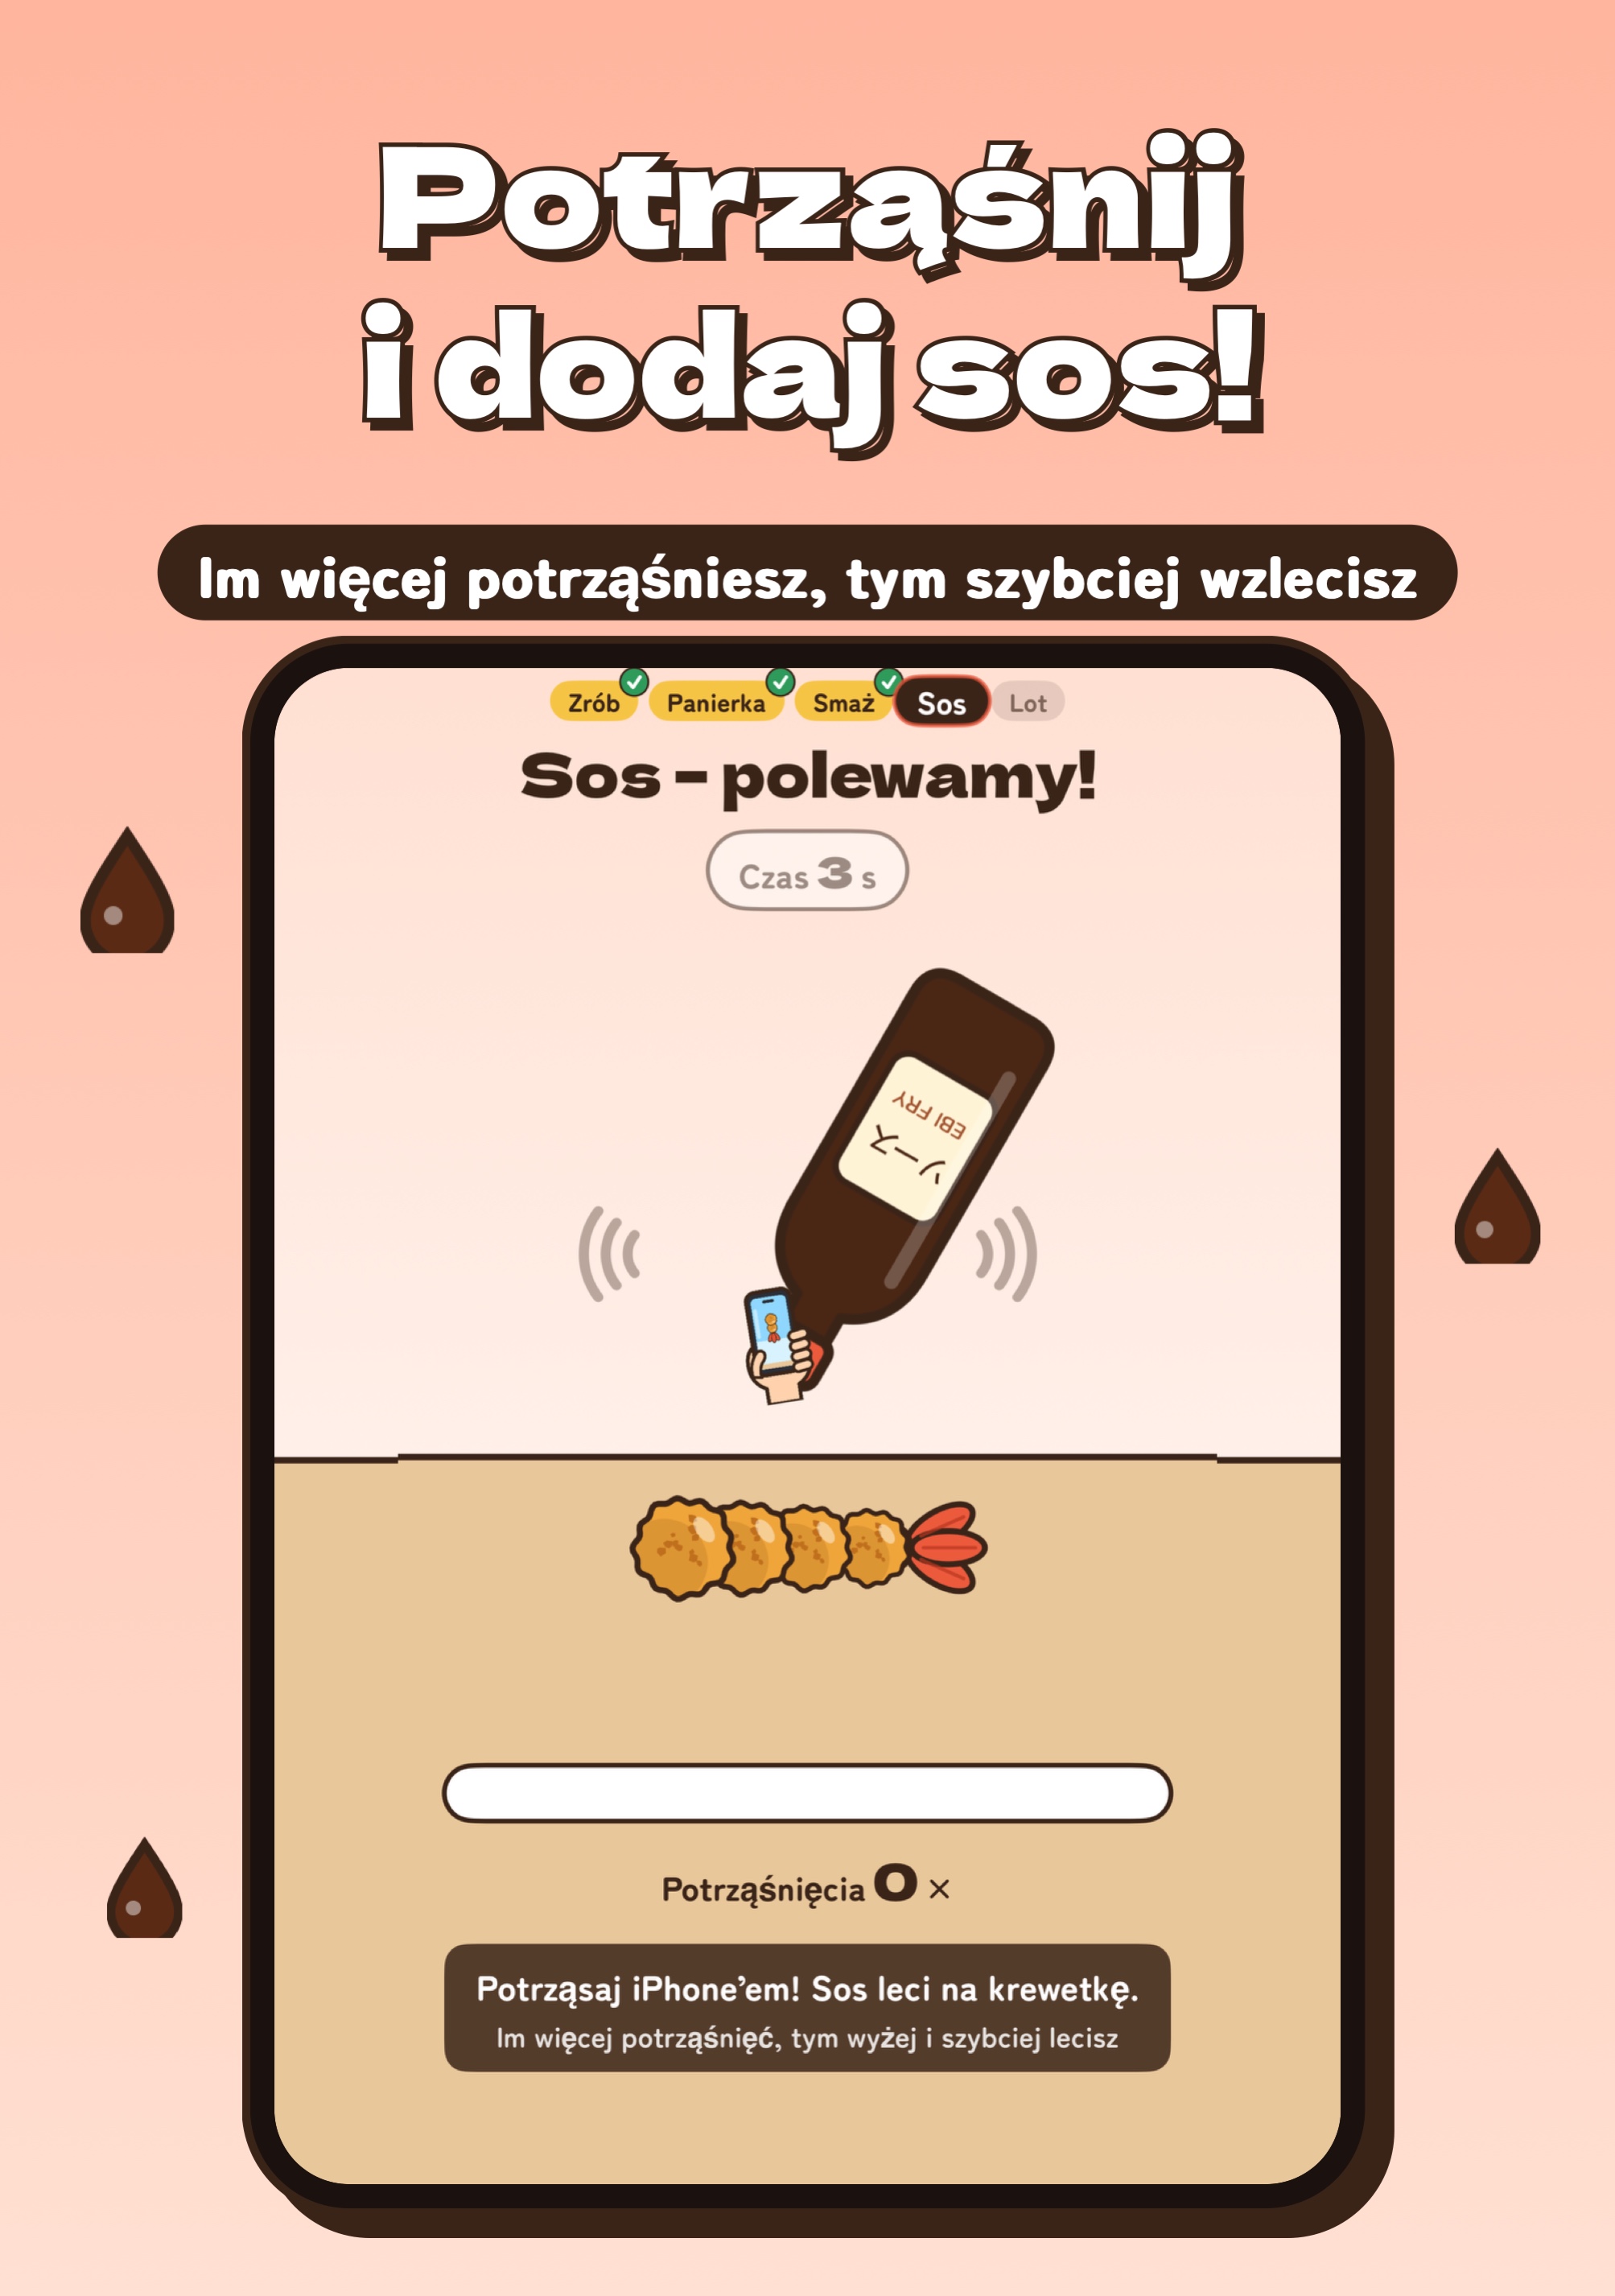 Potrząśnij
i dodaj sos!
Im więcej potrząśniesz, tym szybciej wzlecisz
Zrób Panierka Smaż Sos Lot
Sos – polewamy!
Czas 3 s
ソース
EBI FRY
Potrząśnięcia 0 ×
Potrząsaj iPhone’em! Sos leci na krewetkę.
Im więcej potrząśnięć, tym wyżej i szybciej lecisz